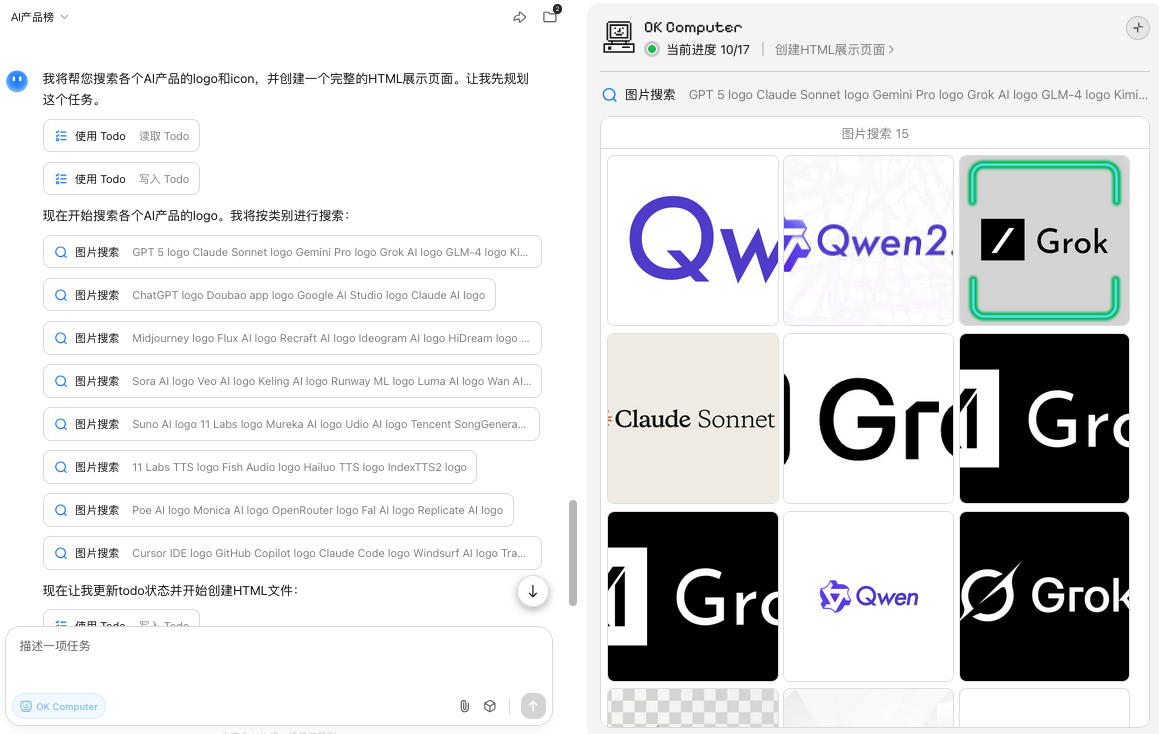 AI产品榜
2
我将帮您搜索各个AI产品的logo和icon，并创建一个完整的HTML展示页面。让我先规划
这个任务。
使用 Todo 读取 Todo
使用 Todo 写入 Todo
现在开始搜索各个AI产品的logo。我将按类别进行搜索：
图片搜索 GPT 5 logo Claude Sonnet logo Gemini Pro logo Grok AI logo GLM-4 logo Ki...
图片搜索 ChatGPT logo Doubao app logo Google AI Studio logo Claude AI logo
图片搜索 Midjourney logo Flux AI logo Recraft AI logo Ideogram AI logo HiDream logo ...
图片搜索 Sora AI logo Veo AI logo Keling AI logo Runway ML logo Luma AI logo Wan AI...
图片搜索 Suno AI logo 11 Labs logo Mureka AI logo Udio AI logo Tencent SongGenera...
图片搜索 11 Labs TTS logo Fish Audio logo Hailuo TTS logo IndexTTS2 logo
图片搜索 Poe AI logo Monica AI logo OpenRouter logo Fal AI logo Replicate AI logo
图片搜索 Cursor IDE logo GitHub Copilot logo Claude Code logo Windsurf AI logo Tra...
现在让我更新todo状态并开始创建HTML文件：
使用 Todo 写入 Todo
描述一项任务
OK Computer
OK Computer
当前进度 10/17 创建HTML展示页面
图片搜索 GPT 5 logo Claude Sonnet logo Gemini Pro logo Grok AI logo GLM-4 logo Kimi...
图片搜索 15
Qw
Qwen2.
Grok
Claude Sonnet
Gr
Gro
Gro
Qwen
Grok